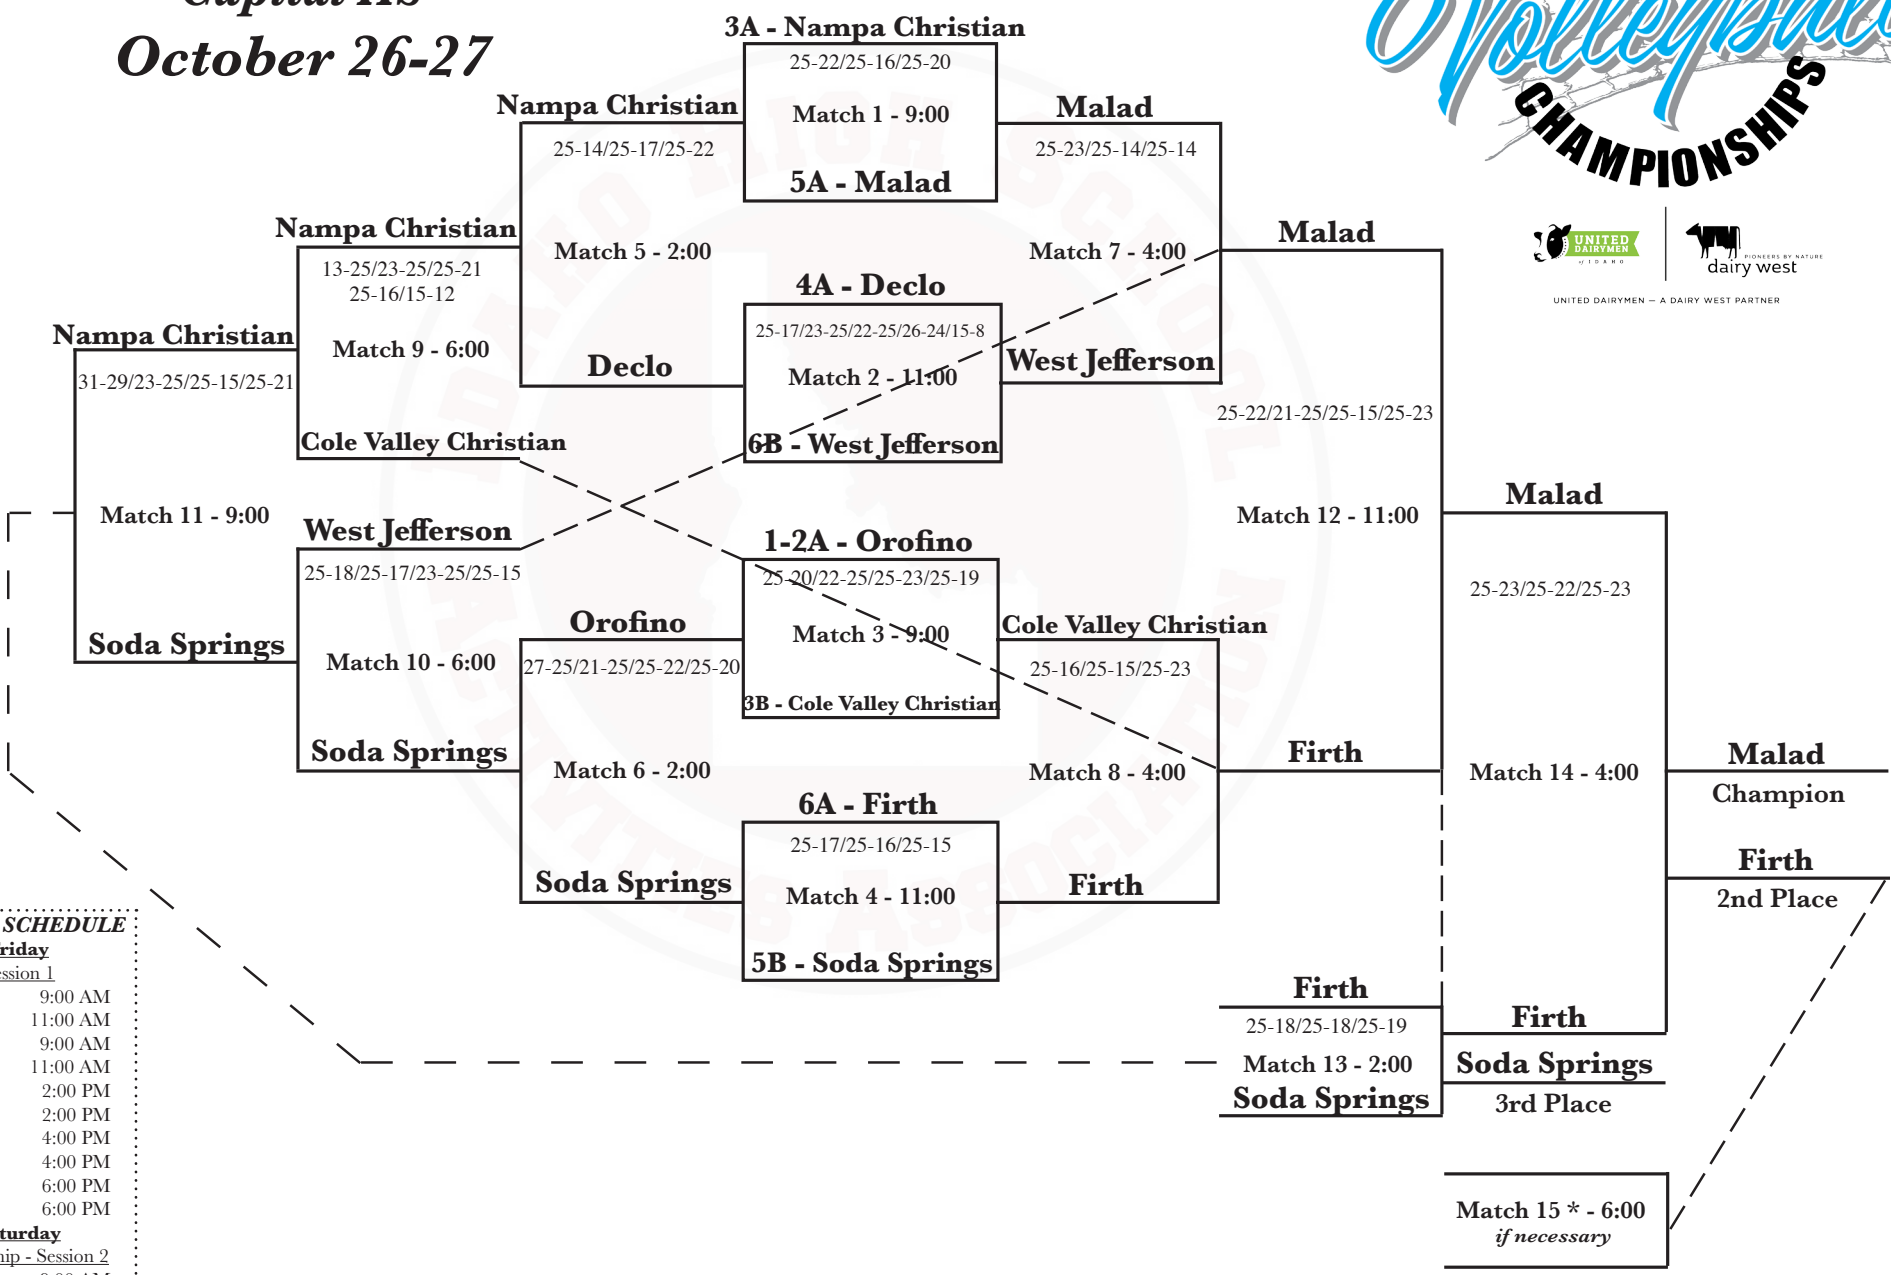 October 26-27
CHAMPIONSHIPS
UNITED
DAIRYMEN
of IDAHO
PIONEERS BY NATURE
dairy west
UNITED DAIRYMEN — A DAIRY WEST PARTNER
IDAHO HIGH SCHOOL
ACTIVITIES ASSOCIATION
3A - Nampa Christian
25-22/25-16/25-20
Match 1 - 9:00
5A - Malad
Nampa Christian
25-14/25-17/25-22
Match 5 - 2:00
Declo
Malad
25-23/25-14/25-14
Match 7 - 4:00
West Jefferson
4A - Declo
25-17/23-25/22-25/26-24/15-8
Match 2 - 11:00
6B - West Jefferson
Nampa Christian
13-25/23-25/25-21
25-16/15-12
Match 9 - 6:00
Cole Valley Christian
Nampa Christian
31-29/23-25/25-15/25-21
Match 11 - 9:00
Soda Springs
West Jefferson
25-18/25-17/23-25/25-15
Match 10 - 6:00
Soda Springs
1-2A - Orofino
25-20/22-25/25-23/25-19
Match 3 - 9:00
3B - Cole Valley Christian
Orofino
27-25/21-25/25-22/25-20
Match 6 - 2:00
Soda Springs
Cole Valley Christian
25-16/25-15/25-23
Match 8 - 4:00
Firth
6A - Firth
25-17/25-16/25-15
Match 4 - 11:00
5B - Soda Springs
Malad
25-22/21-25/25-15/25-23
Match 12 - 11:00
Firth
Malad
25-23/25-22/25-23
Match 14 - 4:00
Firth
Malad
Champion
Firth
2nd Place
Firth
25-18/25-18/25-19
Match 13 - 2:00
Soda Springs
Soda Springs
3rd Place
Match 15 * - 6:00
if necessary
SCHEDULE
riday
ession 1
9:00 AM
11:00 AM
9:00 AM
11:00 AM
2:00 PM
2:00 PM
4:00 PM
4:00 PM
6:00 PM
6:00 PM
turday
hip - Session 2